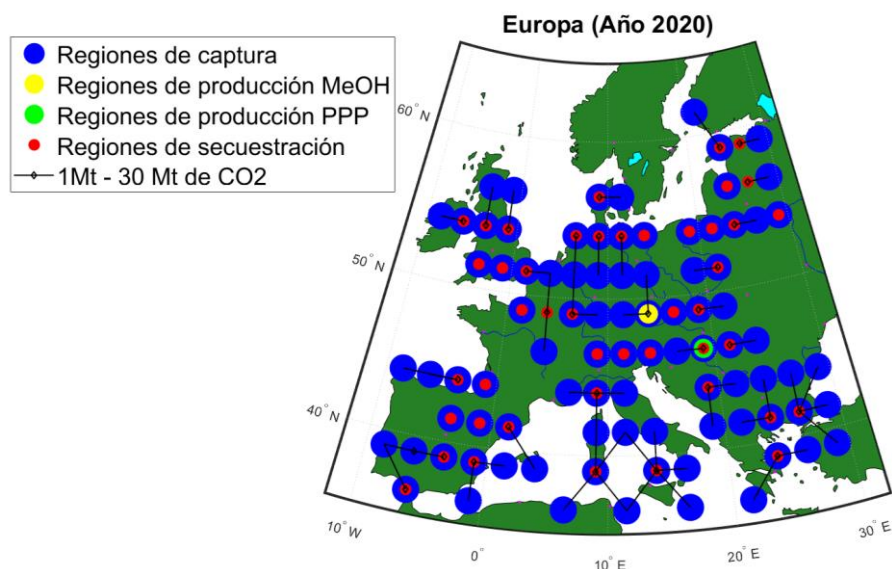 Europa (Año 2020)
Regiones de captura
Regiones de producción MeOH
Regiones de producción PPP
Regiones de secuestración
1Mt - 30 Mt de CO2
60°N
50°N
40°N
10°W
0°
10°E
20°E
30°E